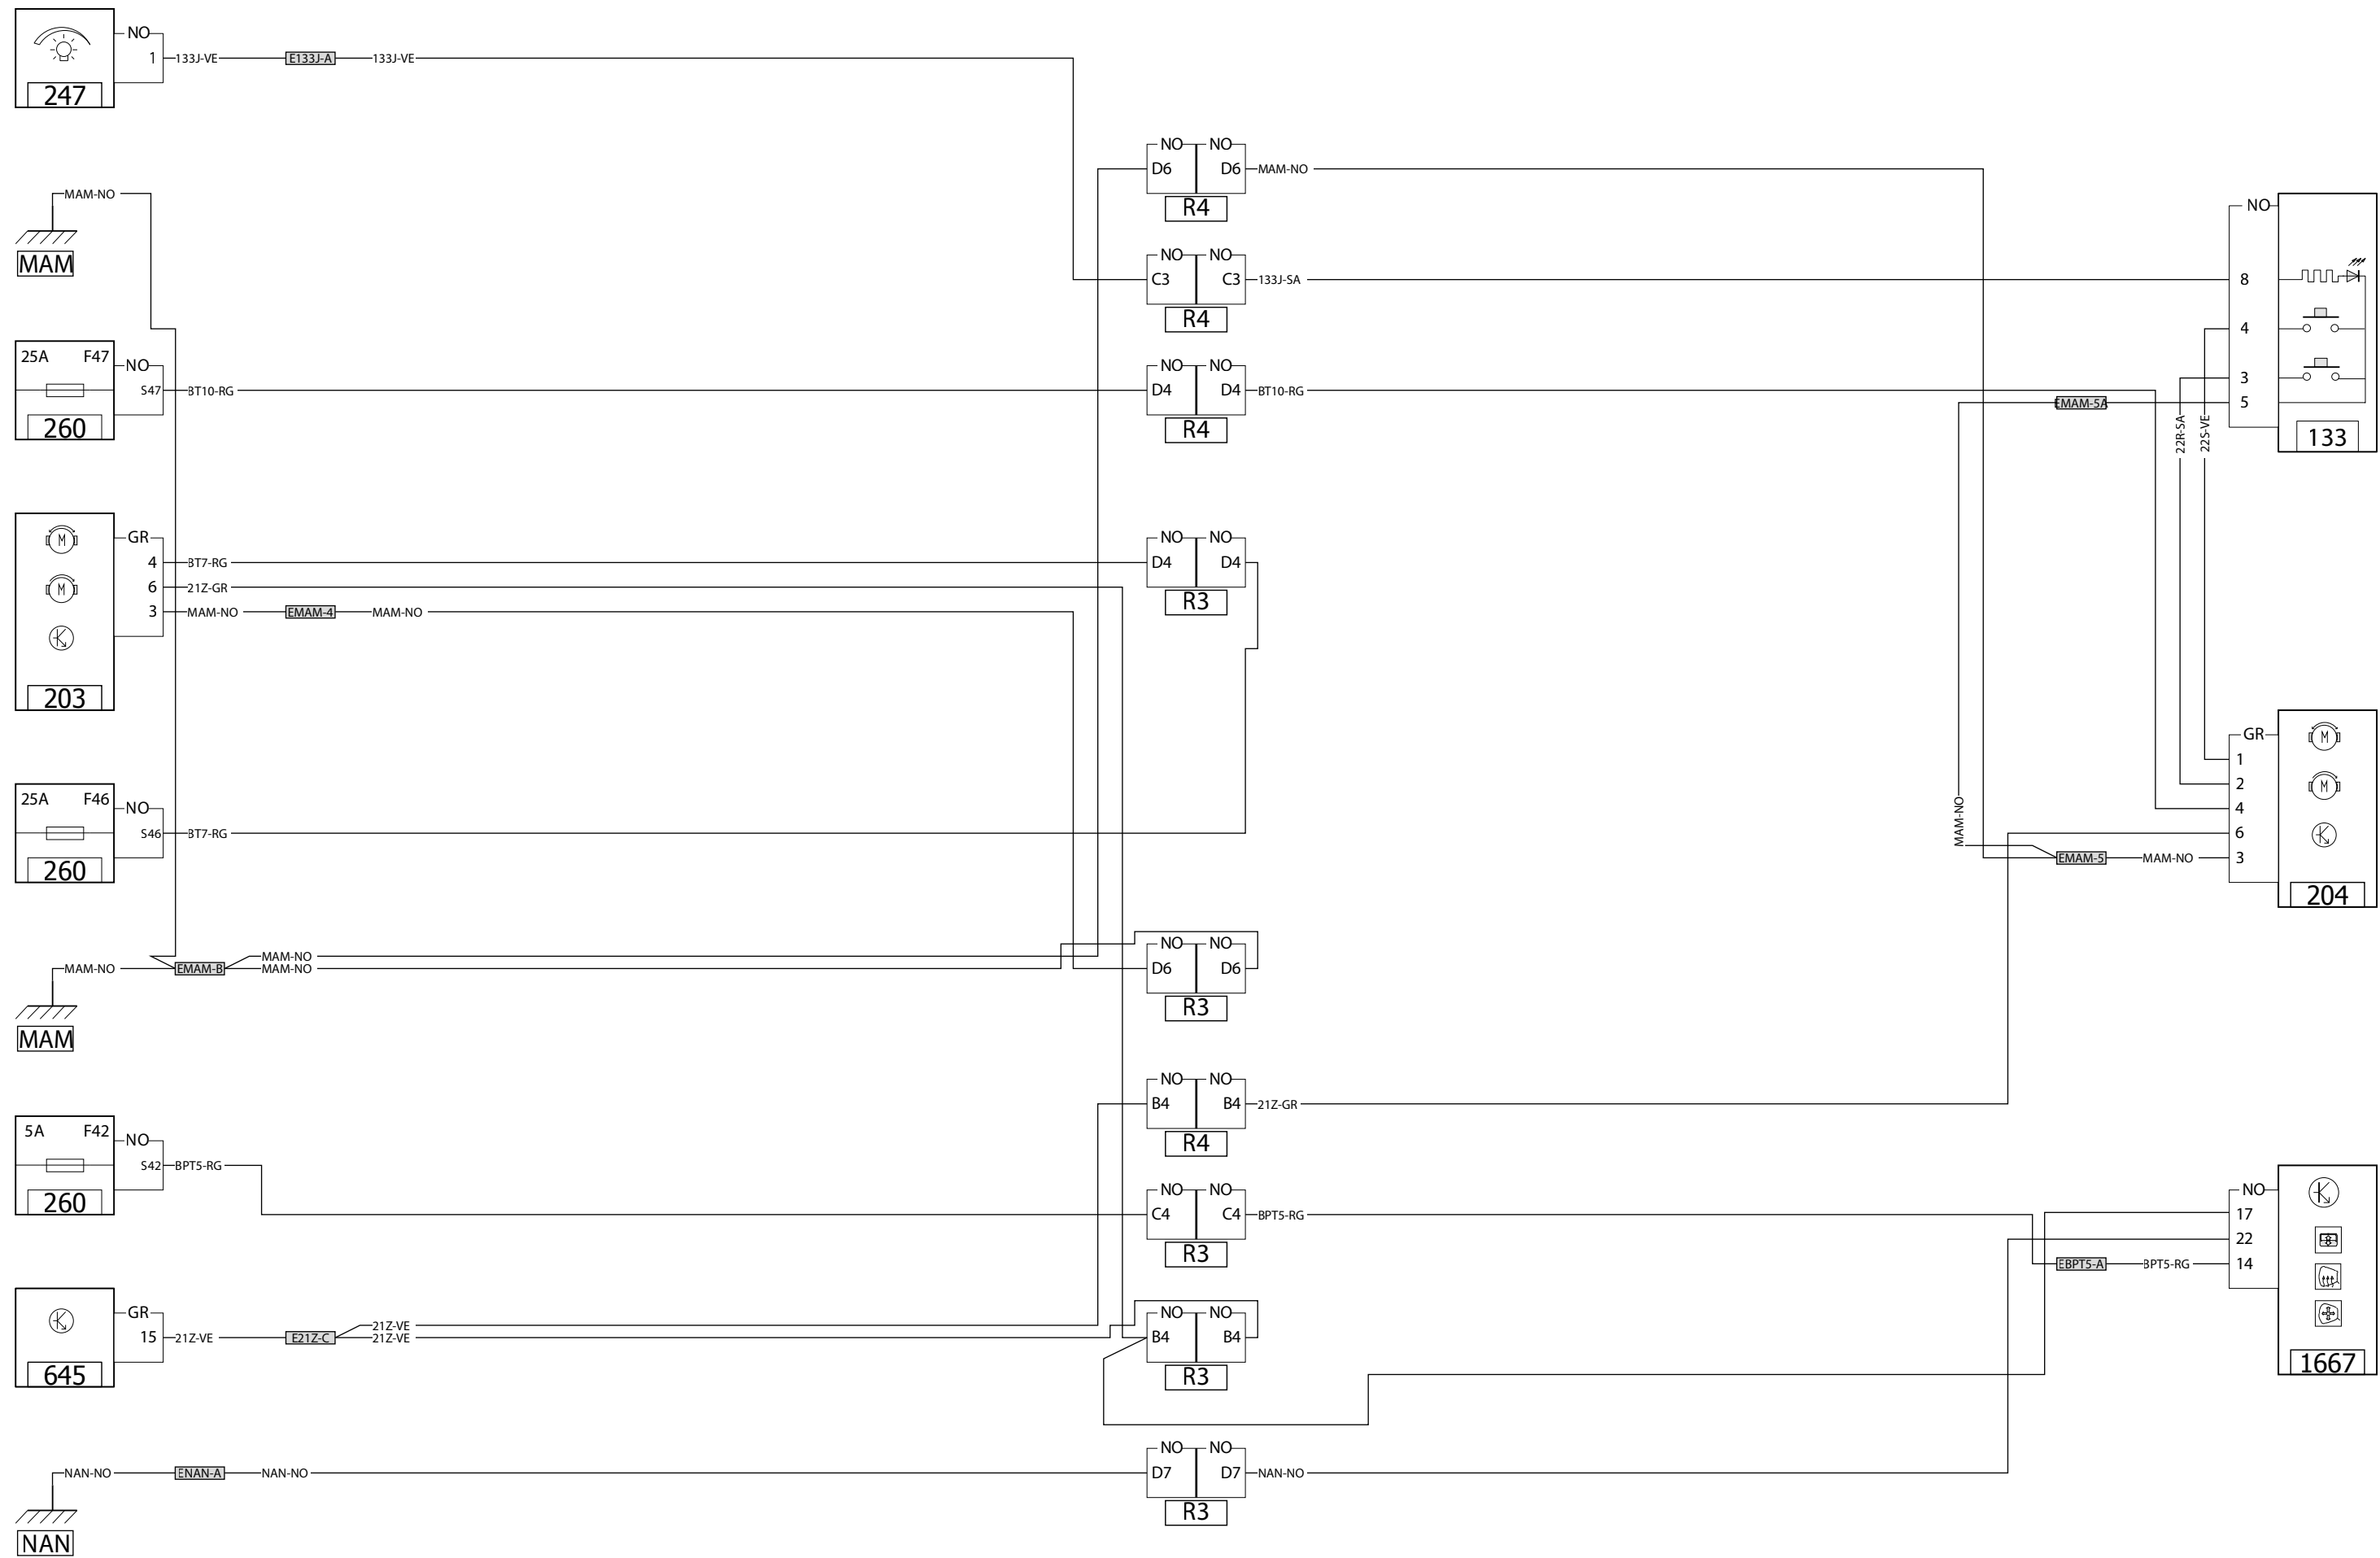 NO
1
133J-VE
E133J-A
133J-VE
247
NO
NO
D6
D6
MAM-NO
R4
MAM-NO
MAM
NO
NO
C3
C3
133J-SA
R4
NO
8
4
3
5
133
EMAM-5A
22R-SA
22S-VE
25A
F47
NO
S47
BT10-RG
260
NO
NO
D4
D4
BT10-RG
R4
GR
4
BT7-RG
6
21Z-GR
3
MAM-NO
EMAM-4
MAM-NO
M
M
203
NO
NO
D4
D4
R3
GR
1
2
4
6
3
M
M
204
MAM-NO
EMAM-5
MAM-NO
25A
F46
NO
S46
BT7-RG
260
MAM-NO
EMAM-B
MAM-NO
MAM-NO
MAM
NO
NO
D6
D6
R3
NO
NO
B4
B4
21Z-GR
R4
5A
F42
NO
S42
BPT5-RG
260
NO
NO
C4
C4
BPT5-RG
R3
NO
17
22
14
EBPT5-A
BPT5-RG
1667
GR
15
21Z-VE
E21Z-C
21Z-VE
21Z-VE
645
NO
NO
B4
B4
R3
NAN-NO
ENAN-A
NAN-NO
NAN
NO
NO
D7
D7
NAN-NO
R3